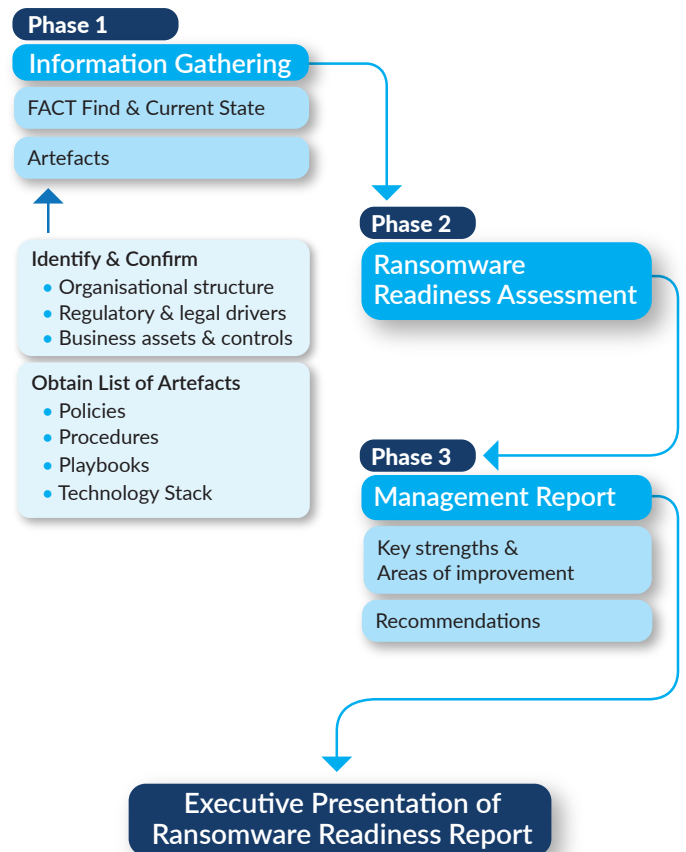 Phase 1
Information Gathering
FACT Find & Current State
Artefacts
Identify & Confirm
• Organisational structure
• Regulatory & legal drivers
• Business assets & controls
Obtain List of Artefacts
• Policies
• Procedures
• Playbooks
• Technology Stack
Phase 2
Ransomware
Readiness Assessment
Phase 3
Management Report
Key strengths &
Areas of improvement
Recommendations
Executive Presentation of
Ransomware Readiness Report